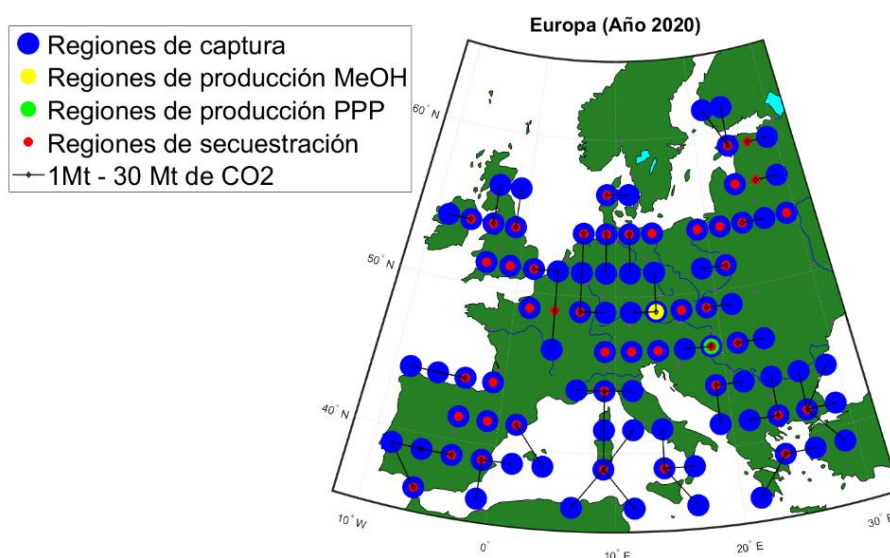 Europa (Año 2020)
Regiones de captura
Regiones de producción MeOH
Regiones de producción PPP
Regiones de secuestración
1Mt - 30 Mt de CO2
60° N
50° N
40° N
10° W
0°
10° E
20° E
30° E